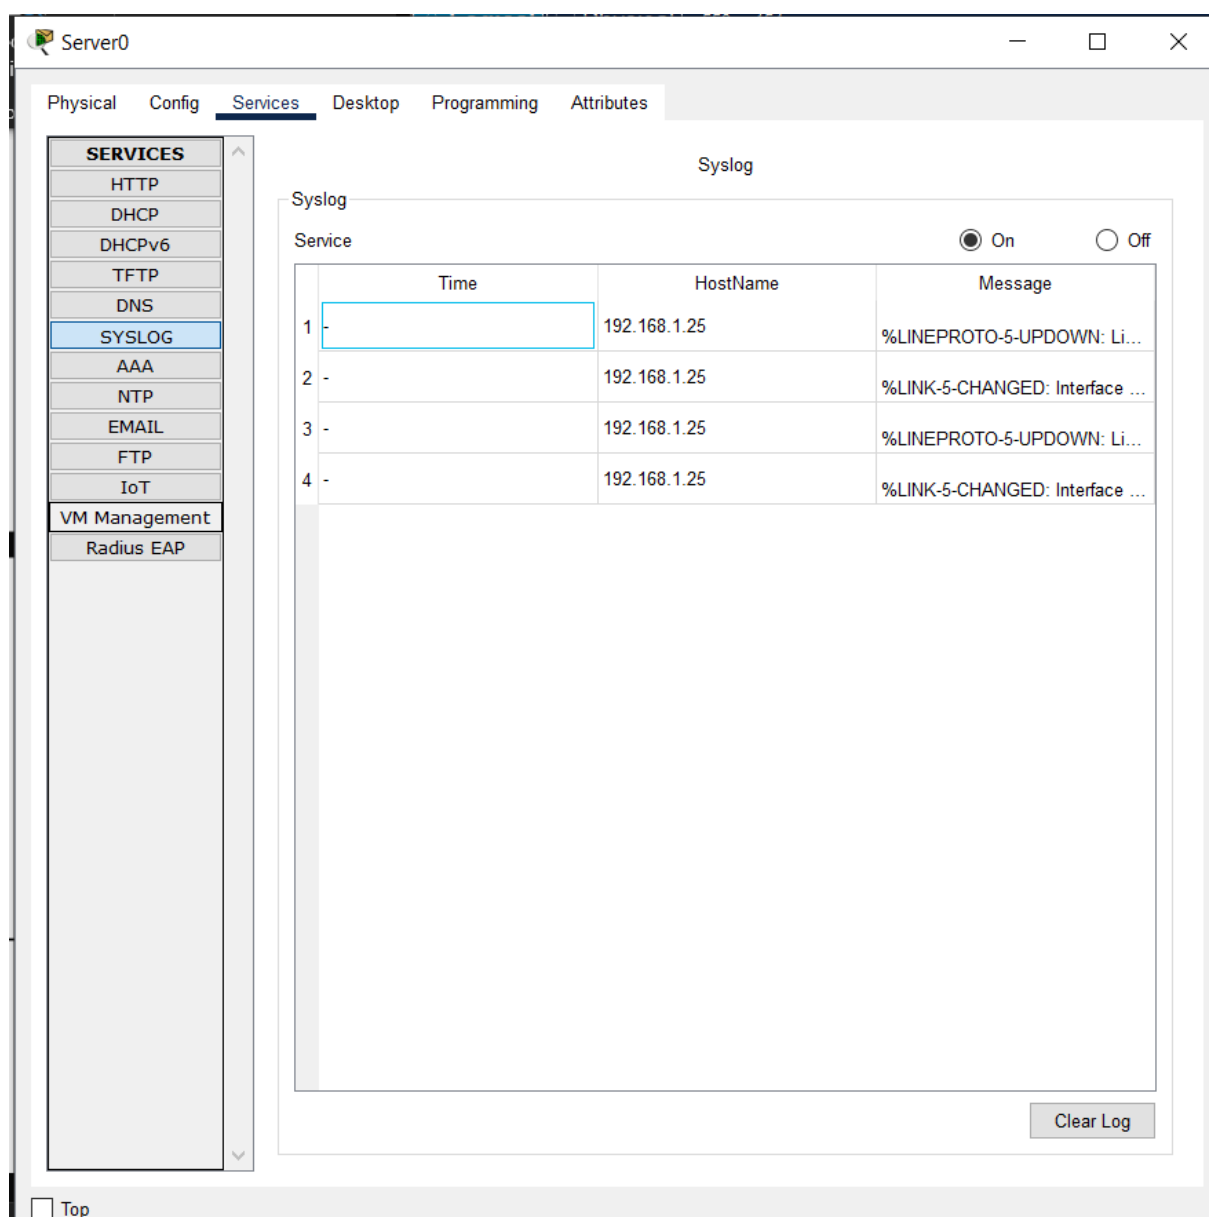 Server0
Physical Config Services Desktop Programming Attributes
SERVICES
HTTP
DHCP
DHCPv6
TFTP
DNS
SYSLOG
AAA
NTP
EMAIL
FTP
IoT
VM Management
Radius EAP
Syslog
Syslog
Service On Off
Time HostName Message
1 - 192.168.1.25 %LINEPROTO-5-UPDOWN: Li...
2 - 192.168.1.25 %LINK-5-CHANGED: Interface ...
3 - 192.168.1.25 %LINEPROTO-5-UPDOWN: Li...
4 - 192.168.1.25 %LINK-5-CHANGED: Interface ...
Clear Log
Top